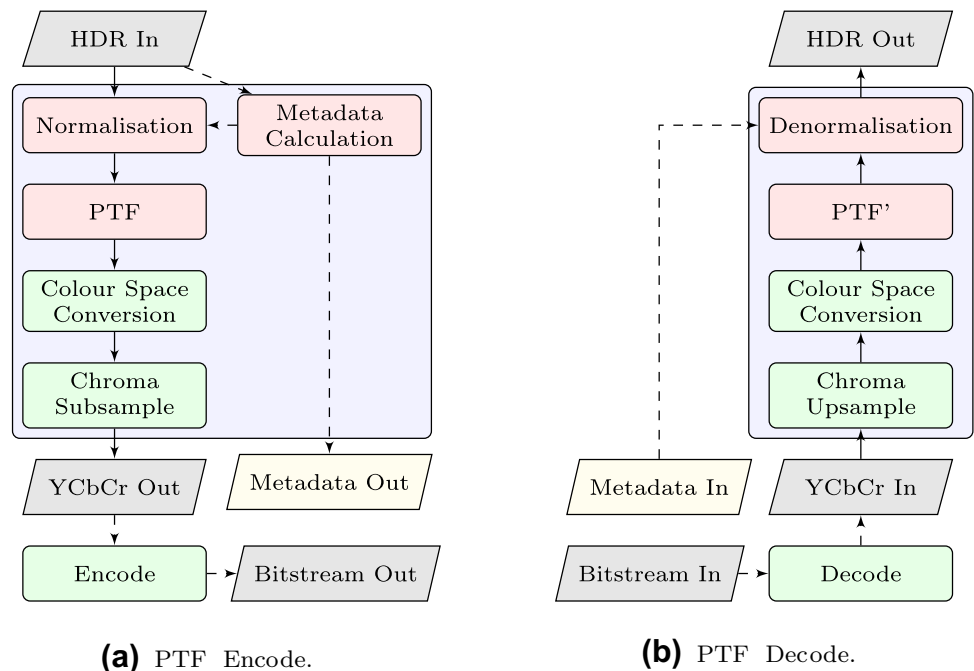 HDR In
Normalisation
Metadata
Calculation
PTF
Colour Space
Conversion
Chroma
Subsample
YCbCr Out
Metadata Out
Encode
Bitstream Out
(a) PTF Encode.
HDR Out
Denormalisation
PTF'
Colour Space
Conversion
Chroma
Upsample
Metadata In
YCbCr In
Bitstream In
Decode
(b) PTF Decode.